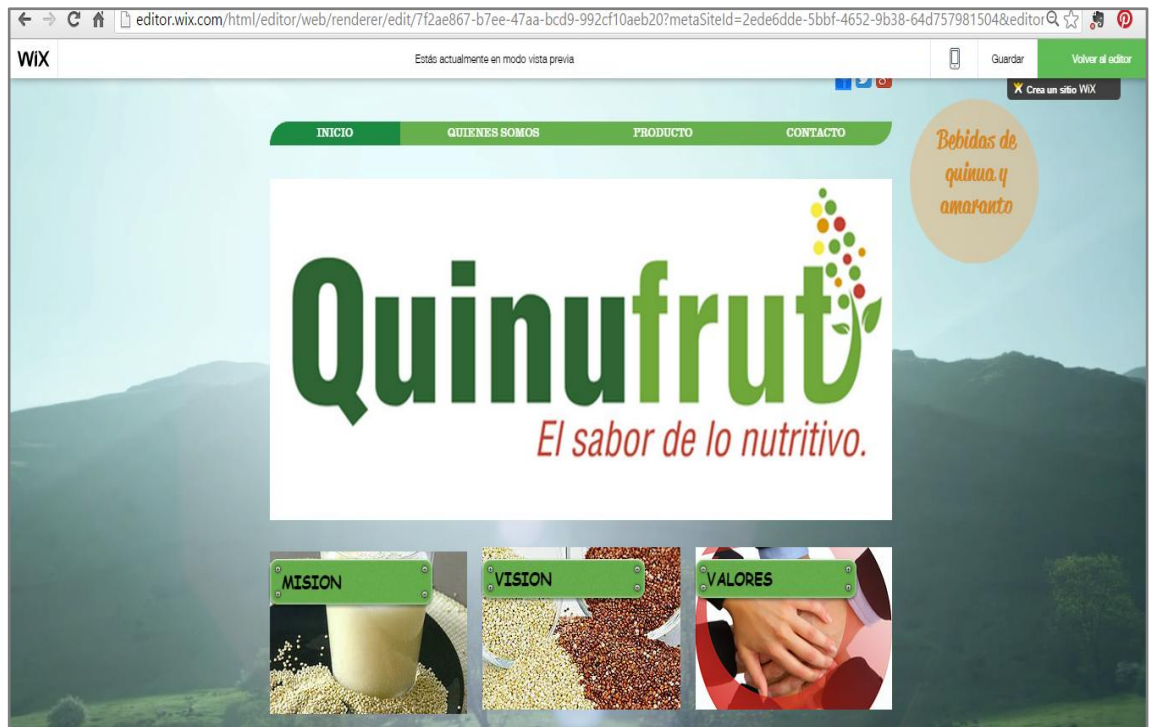 editor.wix.com/html/editor/web/renderer/edit/7f2ae867-b7ee-47aa-bcd9-992cf10aeb20?metaSiteId=2ede6dde-5bbf-4652-9b38-64d757981504&editor
WiX
Estás actualmente en modo vista previa
Guardar
Volver al editor
Crea un sitio WiX
INICIO
QUIENES SOMOS
PRODUCTO
CONTACTO
Bebidas de
quinua y
amaranto
Quinufrut
El sabor de lo nutritivo.
MISION
VISION
VALORES